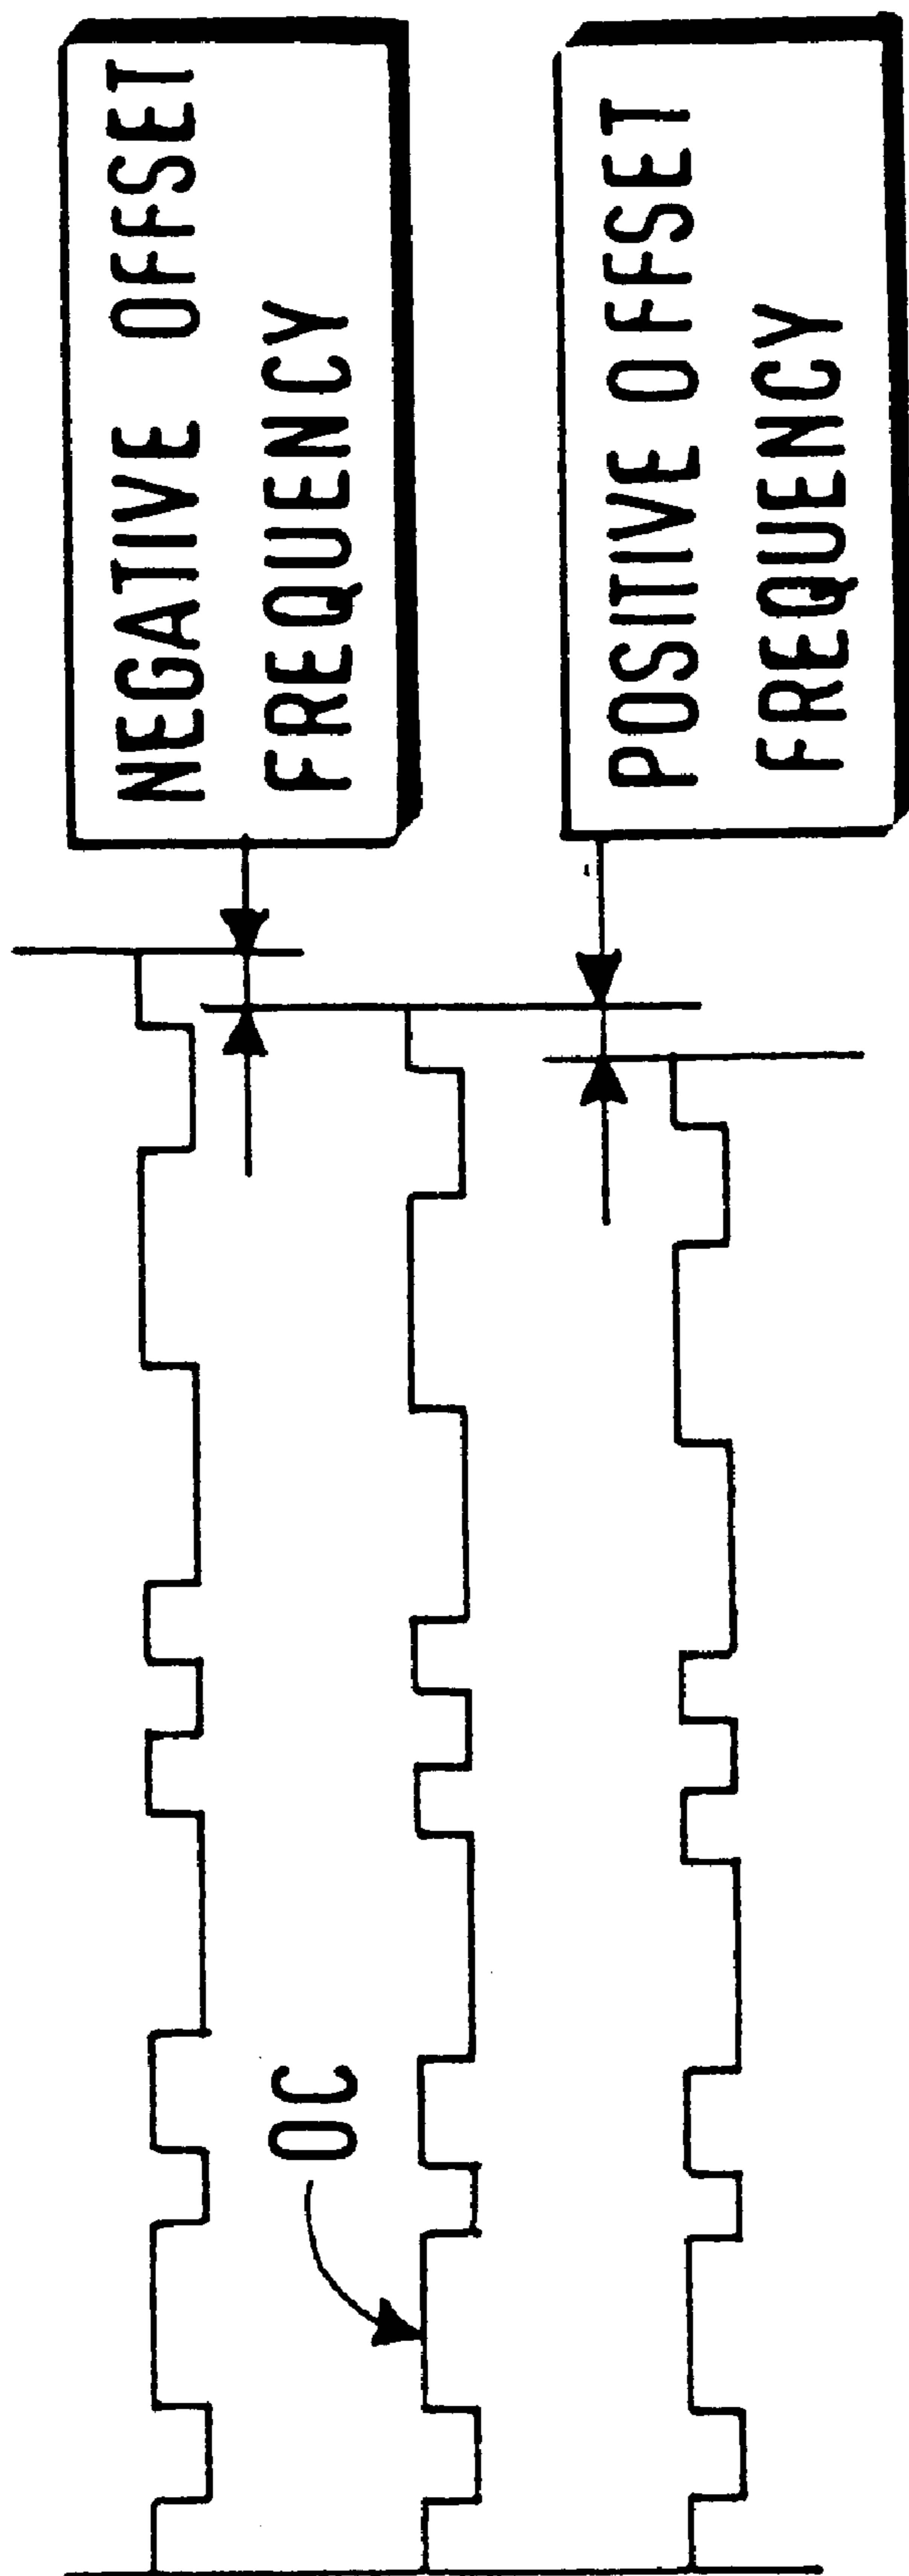 NEGATIVE OFFSET
FREQUENCY
POSITIVE OFFSET
FREQUENCY
OC